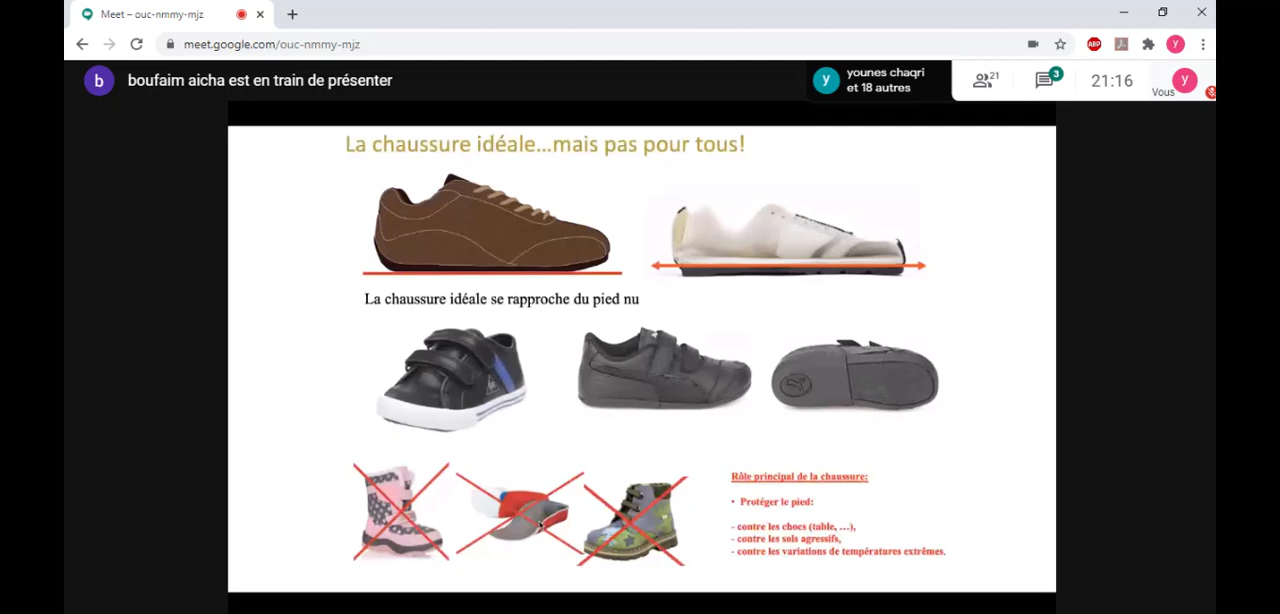 Meet – ouc-nmmy-mjz
meet.google.com/ouc-nmmy-mjz
ABP
y
b
boufaim aicha est en train de présenter
y
younes chaqri
et 18 autres
21
3
21:16
Vous
y
La chaussure idéale...mais pas pour tous!
La chaussure idéale se rapproche du pied nu
Rôle principal de la chaussure:
• Protéger le pied:
- contre les chocs (table, ...),
- contre les sols agressifs,
- contre les variations de températures extrêmes.